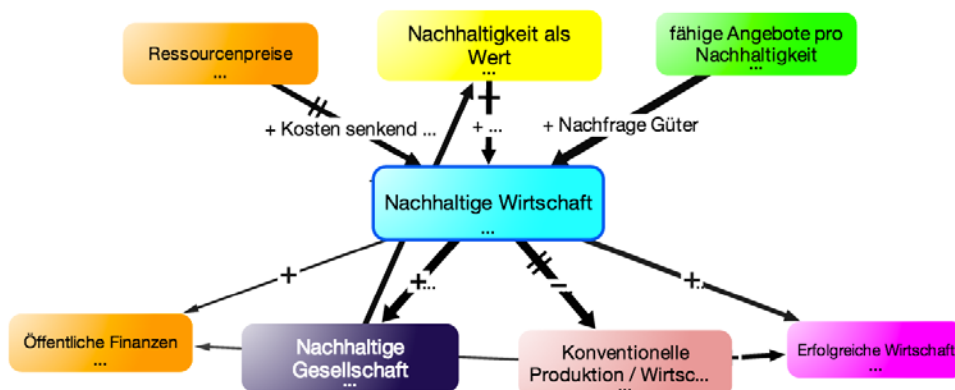 Ressourcenpreise
...
Nachhaltigkeit als
Wert
...
fähige Angebote pro
Nachhaltigkeit
...
+ Kosten senkend ...
+
+ ...
+ Nachfrage Güter
Nachhaltige Wirtschaft
...
+
+...
–
+..
Öffentliche Finanzen
...
Nachhaltige
Gesellschaft
...
Konventionelle
Produktion / Wirtsc...
...
Erfolgreiche Wirtschaft
...